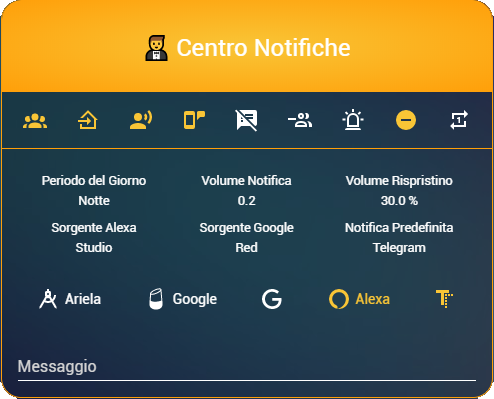 Centro Notifiche
Periodo del Giorno
Notte
Volume Notifica
0.2
Volume Rispristino
30.0 %
Sorgente Alexa
Studio
Sorgente Google
Red
Notifica Predefinita
Telegram
Ariela
Google
Alexa
Messaggio